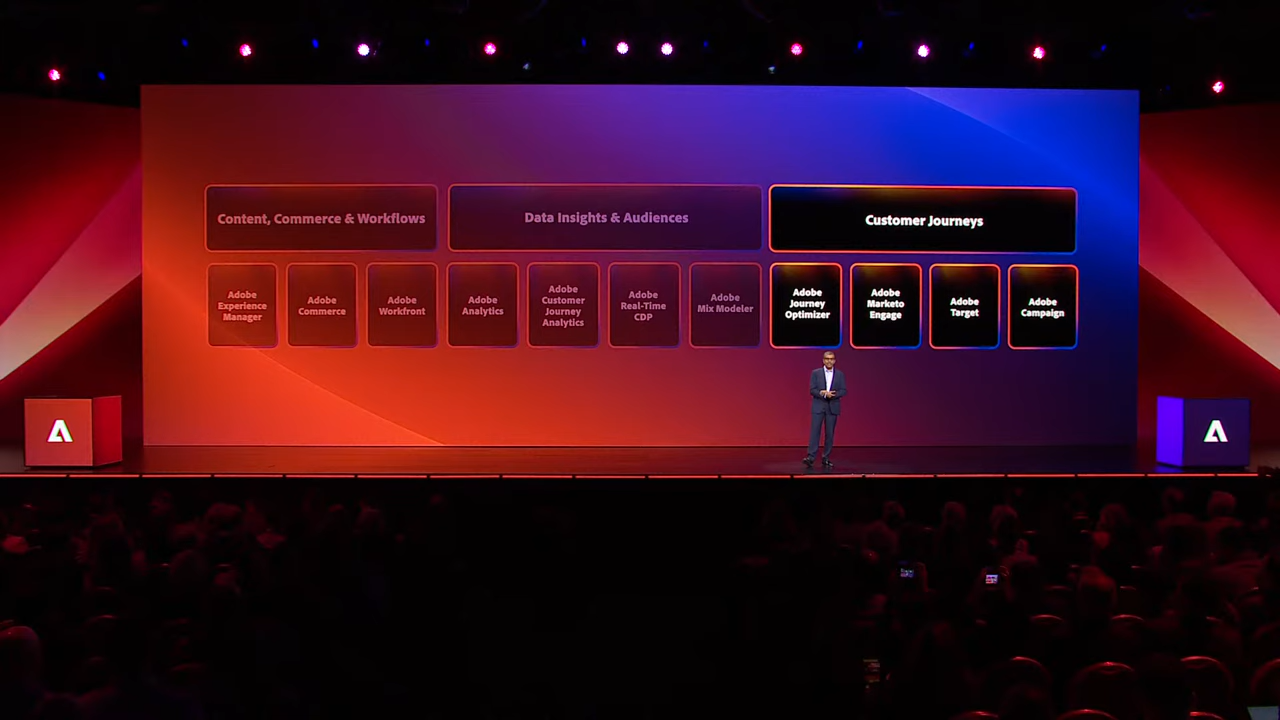 Content, Commerce & Workflows
Data Insights & Audiences
Customer Journeys
Adobe
Experience
Manager
Adobe
Commerce
Adobe
Workfront
Adobe
Analytics
Adobe
Customer
Journey
Analytics
Adobe
Real-Time
CDP
Adobe
Mix Modeler
Adobe
Journey
Optimizer
Adobe
Marketo
Engage
Adobe
Target
Adobe
Campaign